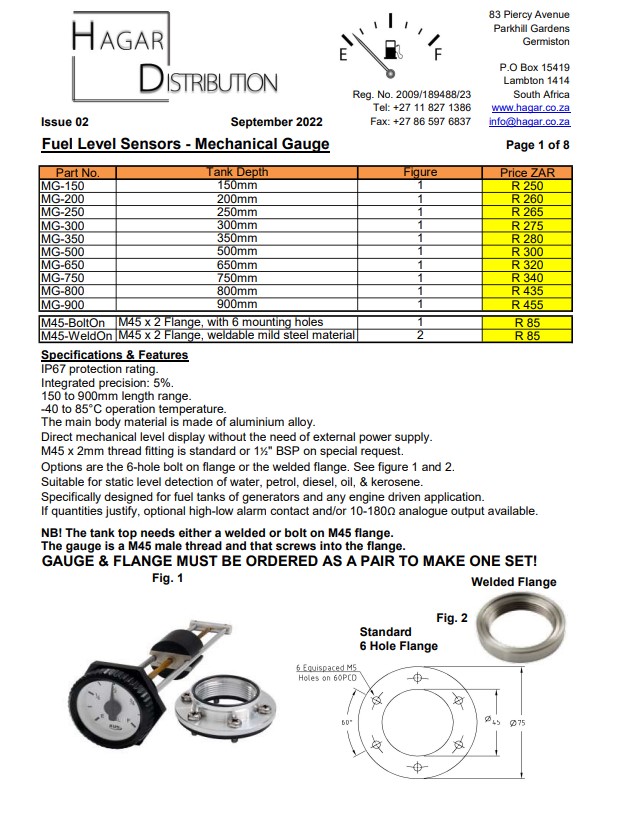 HAGAR
DISTRIBUTION
E F
83 Piercy Avenue
Parkhill Gardens
Germiston
P.O Box 15419
Lambton 1414
Reg. No. 2009/189488/23 South Africa
Tel: +27 11 827 1386 www.hagar.co.za
Issue 02 September 2022 Fax: +27 86 597 6837 info@hagar.co.za
Fuel Level Sensors - Mechanical Gauge Page 1 of 8
Part No. Tank Depth Figure Price ZAR
MG-150 150mm 1 R 250
MG-200 200mm 1 R 260
MG-250 250mm 1 R 265
MG-300 300mm 1 R 275
MG-350 350mm 1 R 280
MG-500 500mm 1 R 300
MG-650 650mm 1 R 320
MG-750 750mm 1 R 340
MG-800 800mm 1 R 435
MG-900 900mm 1 R 455
M45-BoltOn M45 x 2 Flange, with 6 mounting holes 1 R 85
M45-WeldOn M45 x 2 Flange, weldable mild steel material 2 R 85
Specifications & Features
IP67 protection rating.
Integrated precision: 5%.
150 to 900mm length range.
-40 to 85°C operation temperature.
The main body material is made of aluminium alloy.
Direct mechanical level display without the need of external power supply.
M45 x 2mm thread fitting is standard or 1½" BSP on special request.
Options are the 6-hole bolt on flange or the welded flange. See figure 1 and 2.
Suitable for static level detection of water, petrol, diesel, oil, & kerosene.
Specifically designed for fuel tanks of generators and any engine driven application.
If quantities justify, optional high-low alarm contact and/or 10-180Ω analogue output available.
NB! The tank top needs either a welded or bolt on M45 flange.
The gauge is a M45 male thread and that screws into the flange.
GAUGE & FLANGE MUST BE ORDERED AS A PAIR TO MAKE ONE SET!
Fig. 1
Welded Flange
Fig. 2
Standard
6 Hole Flange
6 Equispaced M5
Holes on 60PCD
60°
Ø45
Ø75